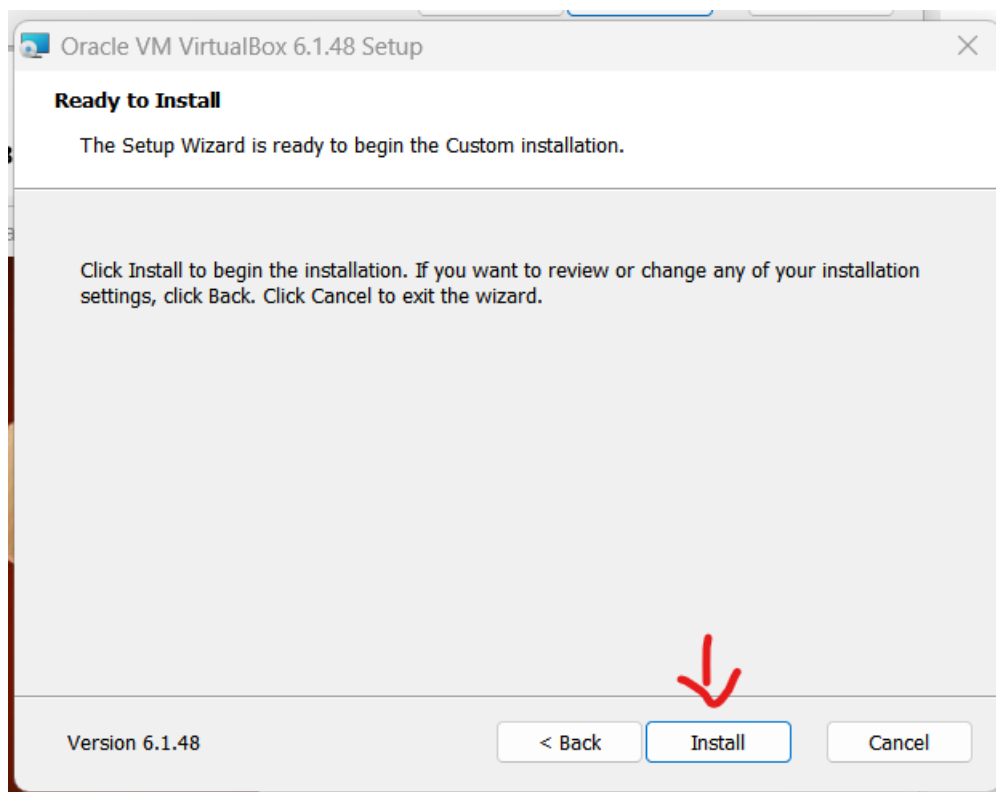 Oracle VM VirtualBox 6.1.48 Setup
Ready to Install
The Setup Wizard is ready to begin the Custom installation.
Click Install to begin the installation. If you want to review or change any of your installation
settings, click Back. Click Cancel to exit the wizard.
Version 6.1.48
< Back
Install
Cancel